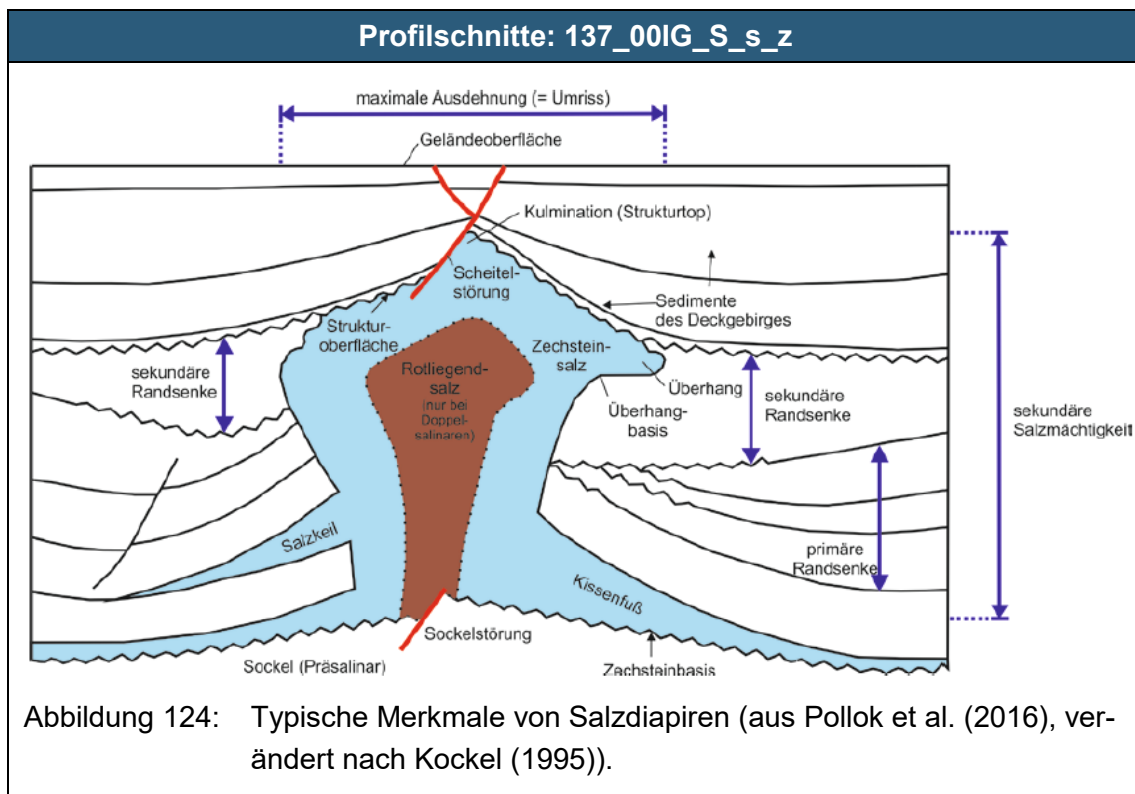 Profilschnitte: 137_00IG_S_s_z
maximale Ausdehnung (= Umriss)
Geländeoberfläche
Kulmination (Strukturtop)
Scheitel-
störung
Sedimente
des Deckgebirges
Struktur-
oberfläche
Zechstein-
salz
sekundäre
Randsenke
Rotliegend-
salz
(nur bei
Doppel-
salinaren)
Überhang
Überhang-
basis
sekundäre
Randsenke
sekundäre
Salzmächtigkeit
Salzkeil
primäre
Randsenke
Kissenfuß
Sockelstörung
Sockel (Präsalinar)
Zechsteinbasis
Abbildung 124: Typische Merkmale von Salzdiapiren (aus Pollok et al. (2016), ver-
ändert nach Kockel (1995)).